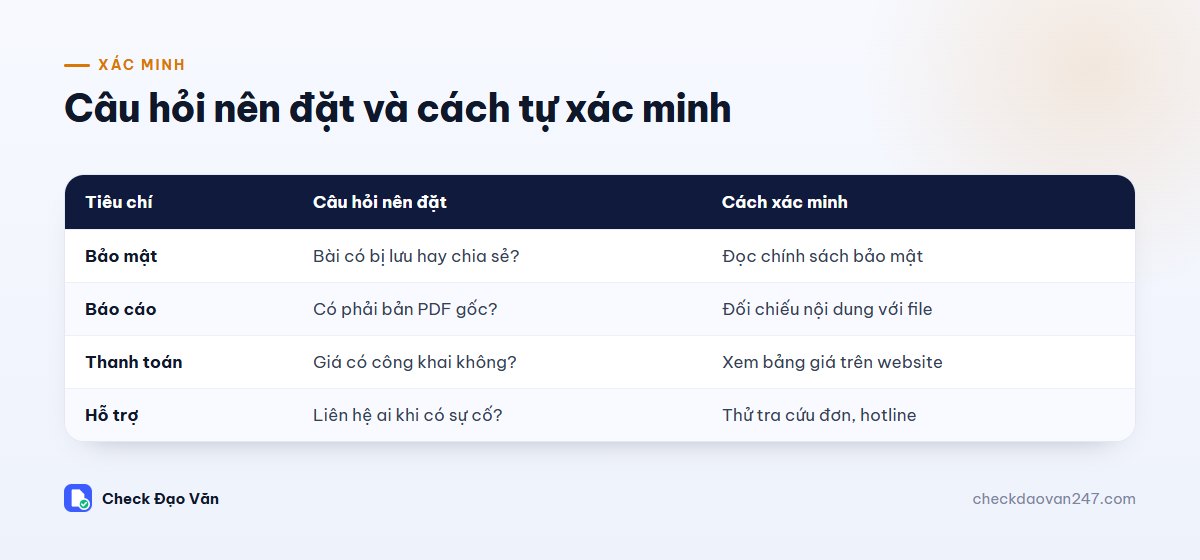 XÁC MINH
Câu hỏi nên đặt và cách tự xác minh
Tiêu chí Câu hỏi nên đặt Cách xác minh
Bảo mật Bài có bị lưu hay chia sẻ? Đọc chính sách bảo mật
Báo cáo Có phải bản PDF gốc? Đối chiếu nội dung với file
Thanh toán Giá có công khai không? Xem bảng giá trên website
Hỗ trợ Liên hệ ai khi có sự cố? Thử tra cứu đơn, hotline
Check Đạo Văn checkdaovan247.com